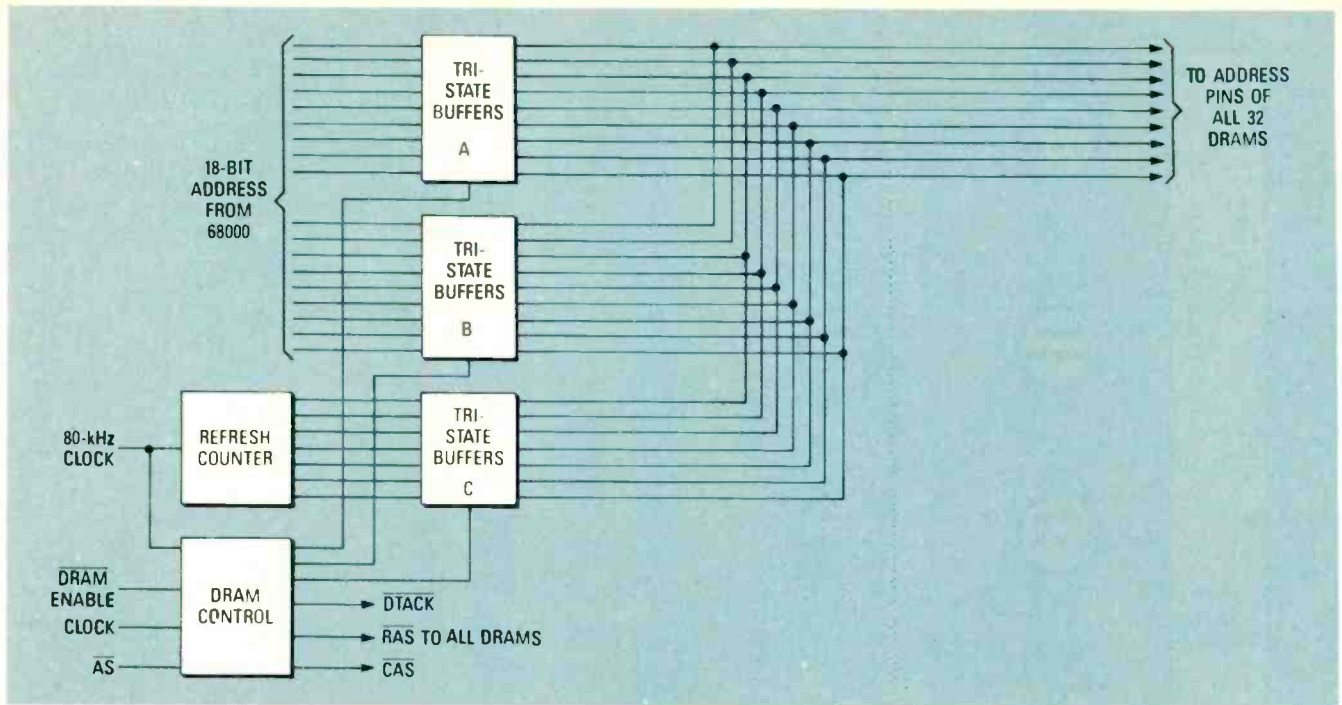 18-BIT
ADDRESS
FROM
68000
TRI-
STATE
BUFFERS
A
TO ADDRESS
PINS OF
ALL 32
DRAMS
TRI-
STATE
BUFFERS
B
80-kHz
CLOCK
REFRESH
COUNTER
TRI-
STATE
BUFFERS
C
DRAM
ENABLE
CLOCK
AS
DRAM
CONTROL
DTACK
RAS TO ALL DRAMS
CAS